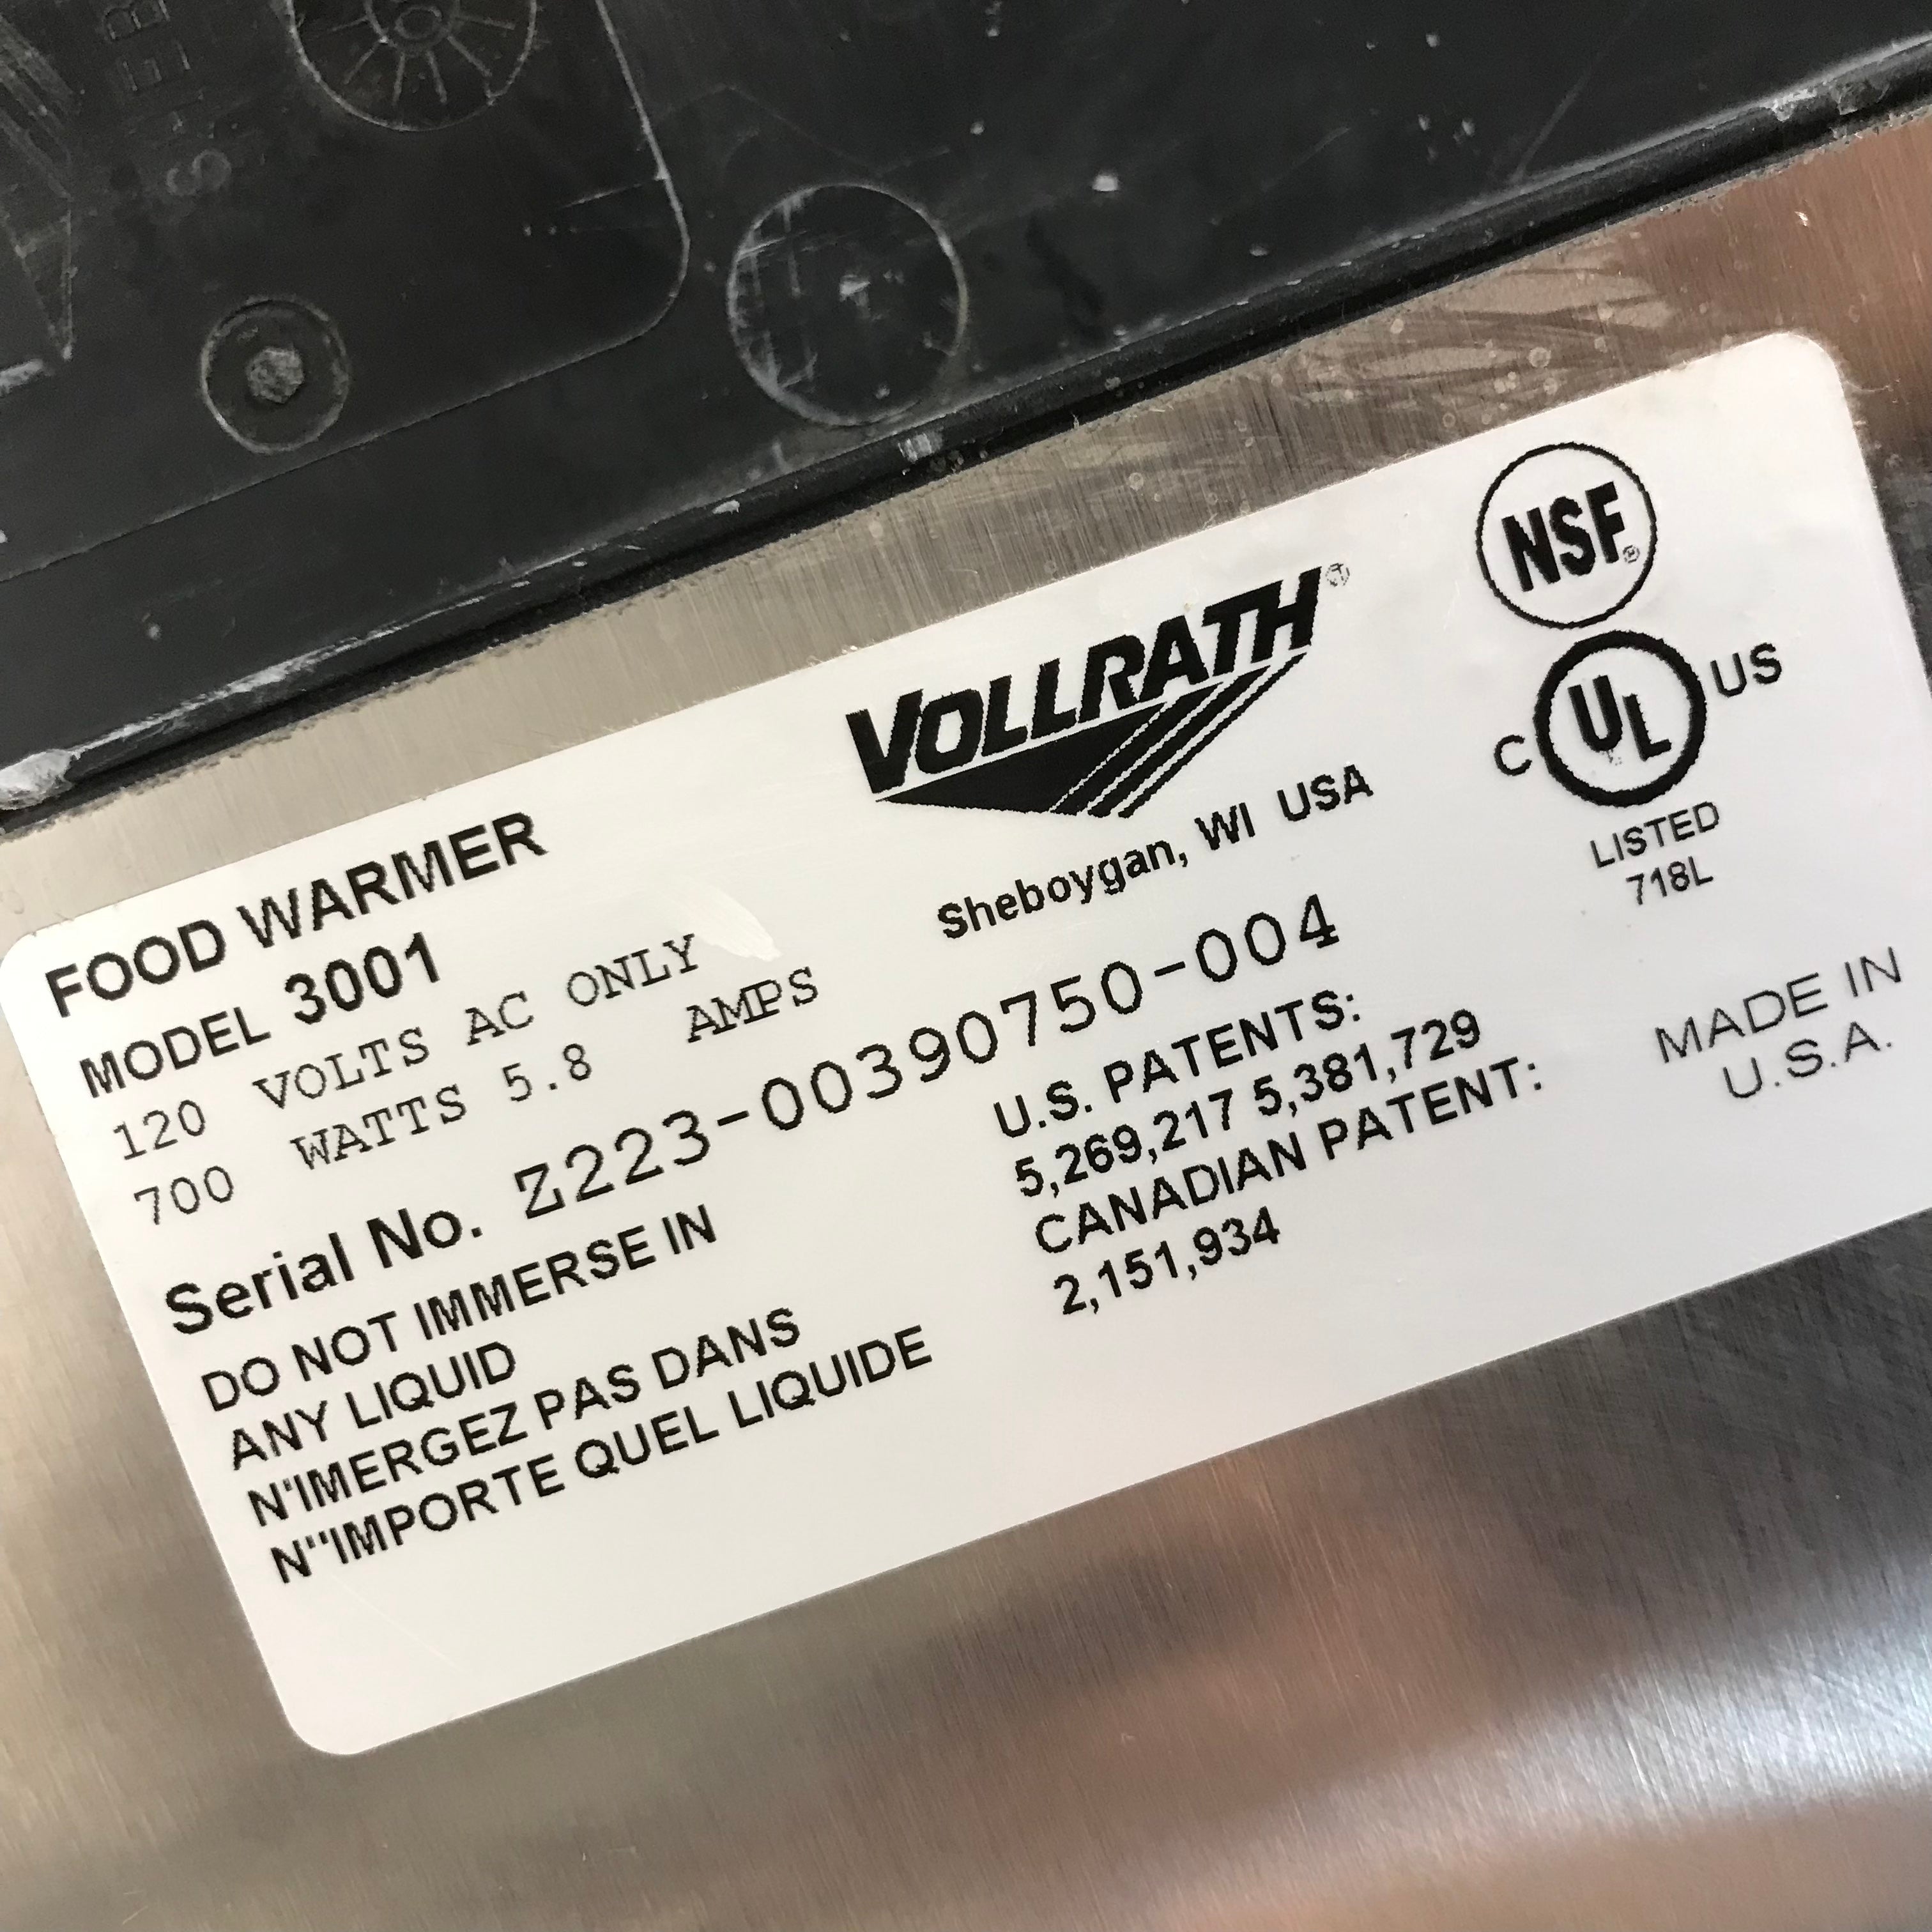 FOOD WARMER
MODEL 3001
120 VOLTS AC ONLY
700 WATTS 5.8 AMPS
Serial No. Z223-00390750-004
DO NOT IMMERSE IN
ANY LIQUID
N'IMERGEZ PAS DANS
N''IMPORTE QUEL LIQUIDE
VOLLRATH®
Sheboygan, WI USA
U.S. PATENTS:
5,269,217 5,381,729
CANADIAN PATENT:
2,151,934
NSF®
C UL US
LISTED
718L
MADE IN
U.S.A.